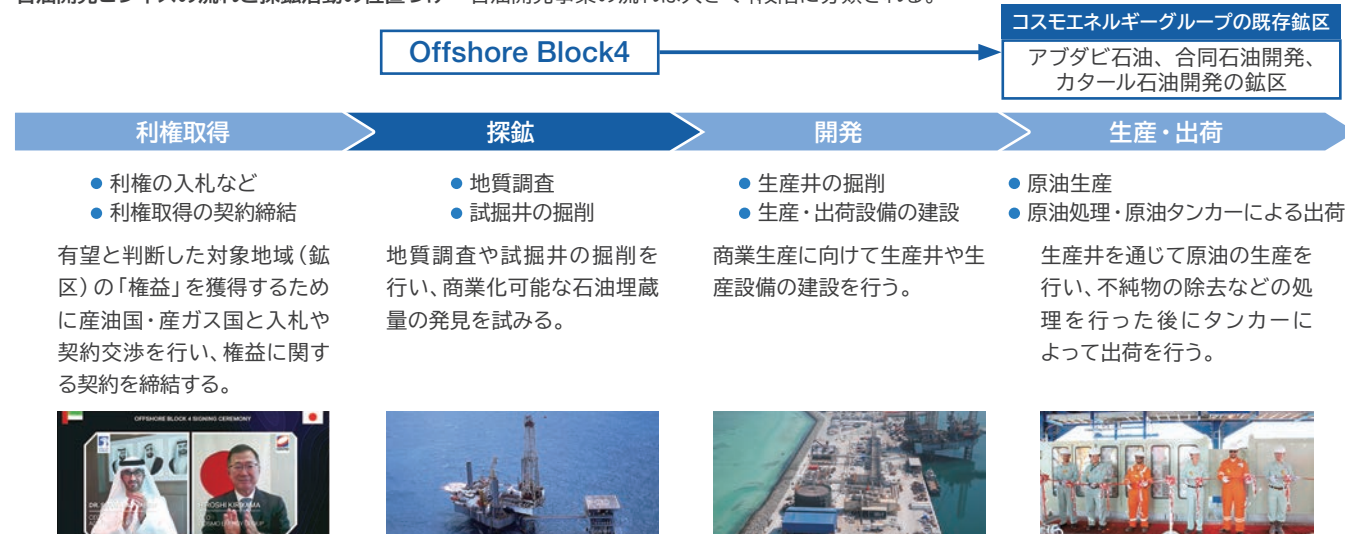 コスモエネルギーグループの既存鉱区
Offshore Block4
アブダビ石油、合同石油開発、
カタール石油開発の鉱区
利権取得
探鉱
開発
生産・出荷
● 利権の入札など
● 利権取得の契約締結
有望と判断した対象地域（鉱
区）の「権益」を獲得するため
に産油国・産ガス国と入札や
契約交渉を行い、権益に関す
る契約を締結する。
● 地質調査
● 試掘井の掘削
地質調査や試掘井の掘削を
行い、商業化可能な石油埋蔵
量の発見を試みる。
● 生産井の掘削
● 生産・出荷設備の建設
商業生産に向けて生産井や生
産設備の建設を行う。
● 原油生産
● 原油処理・原油タンカーによる出荷
生産井を通じて原油の生産を
行い、不純物の除去などの処
理を行った後にタンカーに
よって出荷を行う。
OFFSHORE BLOCK 4 SIGNING CEREMONY